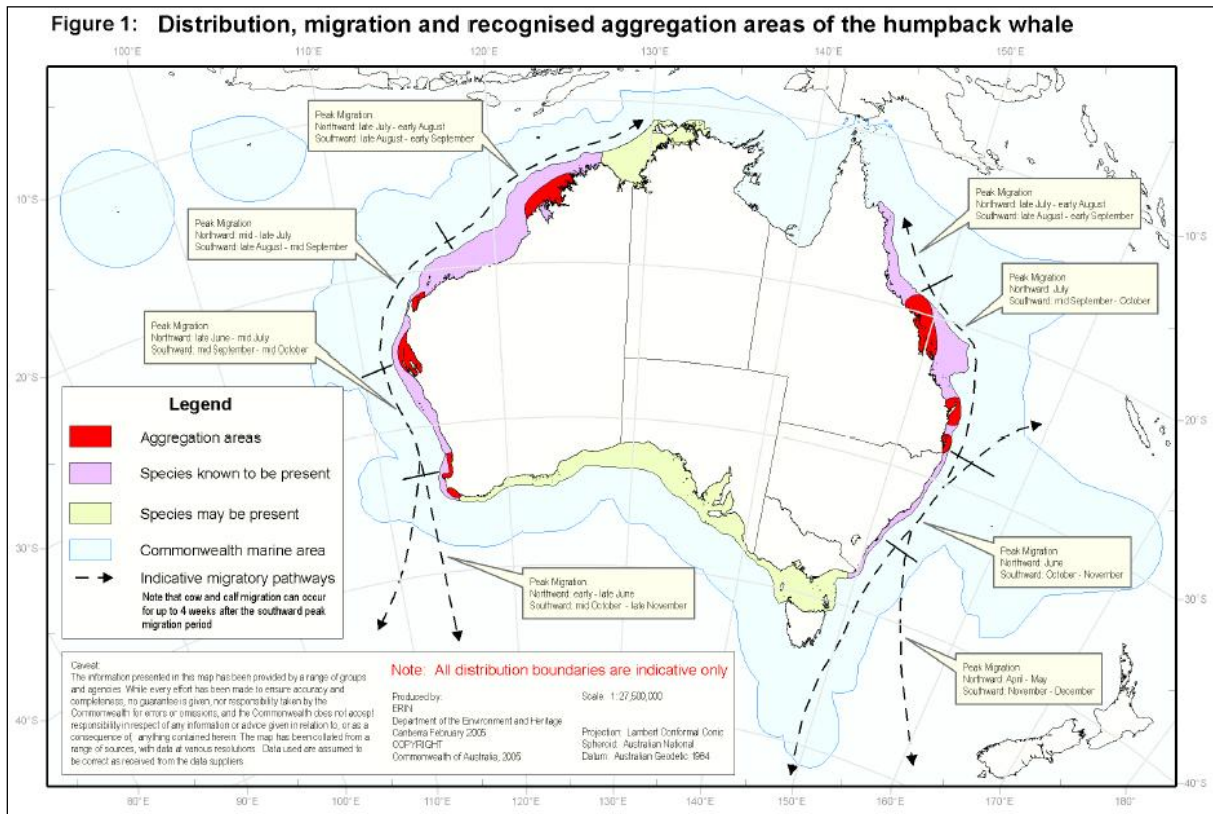 Figure 1: Distribution, migration and recognised aggregation areas of the humpback whale
100°E 110°E 120°E 130°E 140°E 150°E
Peak Migration
Northward: late July - early August
Southward: late August - early September
Peak Migration
Northward: mid - late July
Southward: late August - mid September
Peak Migration
Northward: late June - mid July
Southward: mid September - mid October
Peak Migration
Northward: late July - early August
Southward: late August - early September
Peak Migration
Northward: July
Southward: mid September - October
10°S
20°S
30°S
40°S
10°S
20°S
30°S
40°S
Legend
Aggregation areas
Species known to be present
Species may be present
Commonwealth marine area
Indicative migratory pathways
Note that cow and calf migration can occur
for up to 4 weeks after the southward peak
migration period
Peak Migration
Northward: early - late June
Southward: mid October - late November
Peak Migration
Northward: June
Southward: October - November
Peak Migration
Northward: April - May
Southward: November - December
Caveat:
The information presented in this map has been provided by a range of groups
and agencies. While every effort has been made to ensure accuracy and
completeness, no guarantee is given, nor responsibility taken by the
Commonwealth for errors or omissions, and the Commonwealth does not accept
responsibility in respect of any information or advice given in relation to, or as a
consequence of, anything contained herein. The map has been collated from a
range of sources, with data at various resolutions. Data used are assumed to
be correct as received from the data suppliers.
Note: All distribution boundaries are indicative only
Produced by:
ERIN
Department of the Environment and Heritage
Canberra February 2005
COPYRIGHT
Commonwealth of Australia, 2005
Scale: 1:27,500,000
Projection: Lambert Conformal Conic
Spheroid: Australian National
Datum: Australian Geodetic 1984
80°E 90°E 100°E 110°E 120°E 130°E 140°E 150°E 160°E 170°E 180°